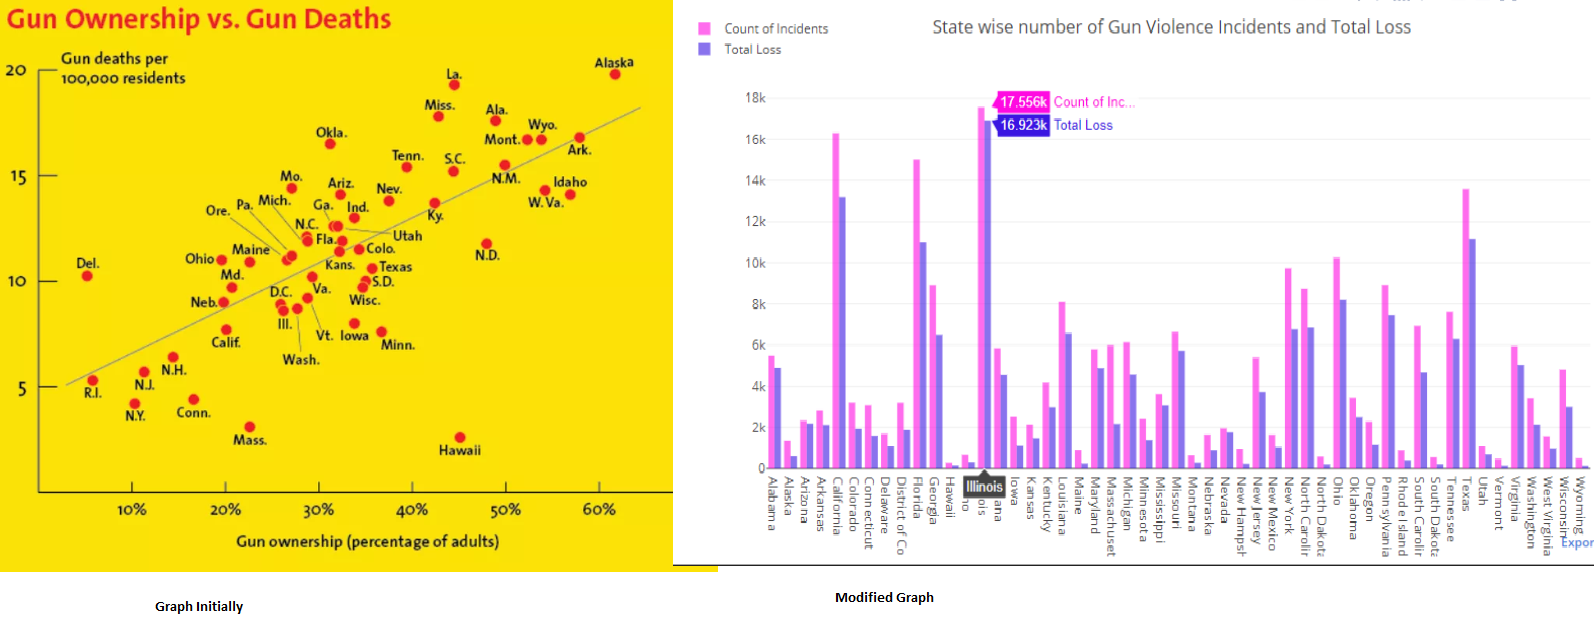 Gun Ownership vs. Gun Deaths
Gun deaths per
100,000 residents
20
15
10
5
Alaska
La.
Miss.
Ala.
Wyo.
Mont.
Ark.
Okla.
Tenn.
S.C.
N.M.
Idaho
W.Va.
Mo.
Ariz.
Nev.
Ky.
Ore.
Pa.
Mich.
Ga.
Ind.
N.C.
Fla.
Utah
N.D.
Ohio
Maine
Colo.
Del.
Md.
Kans.
Texas
S.D.
Neb.
D.C.
Va.
Wisc.
Ill.
Calif.
Vt.
Iowa
Minn.
Wash.
N.H.
R.I.
N.J.
N.Y.
Conn.
Mass.
Hawaii
10%
20%
30%
40%
50%
60%
Gun ownership (percentage of adults)
Graph Initially
Count of Incidents
Total Loss
State wise number of Gun Violence Incidents and Total Loss
17.556k Count of Inc...
16.923k Total Loss
18k
16k
14k
12k
10k
8k
6k
4k
2k
0
Alabama
Alaska
Arizona
Arkansas
California
Colorado
Connecticut
Delaware
District of Co
Florida
Georgia
Hawaii
Illinois
Iowa
Kansas
Kentucky
Louisiana
Maine
Maryland
Massachuset
Michigan
Minnesota
Mississippi
Missouri
Montana
Nebraska
Nevada
New Hampsh
New Jersey
New Mexico
New York
North Carolir
North Dakota
Ohio
Oklahoma
Oregon
Pennsylvania
Rhode Island
South Carolir
South Dakota
Tennessee
Texas
Utah
Vermont
Virginia
Washington
West Virginia
Wisconsin
Wyoming
Expor
Modified Graph